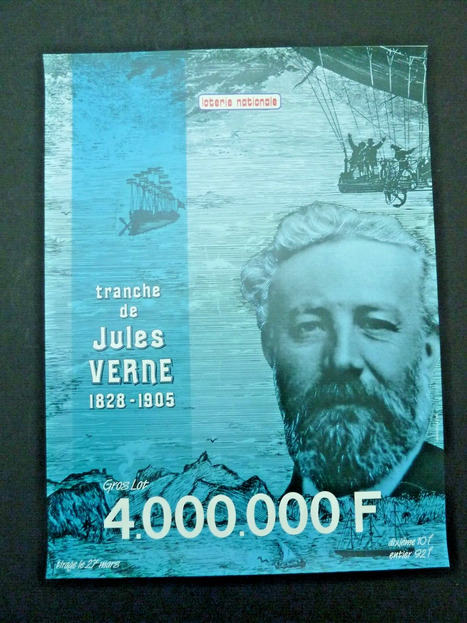 loterie nationale
tranche
de
Jules
VERNE
1828-1905
Gros Lot
4.000.000 F
tirage le 27 mars
dixième 10 f
entier 92 f